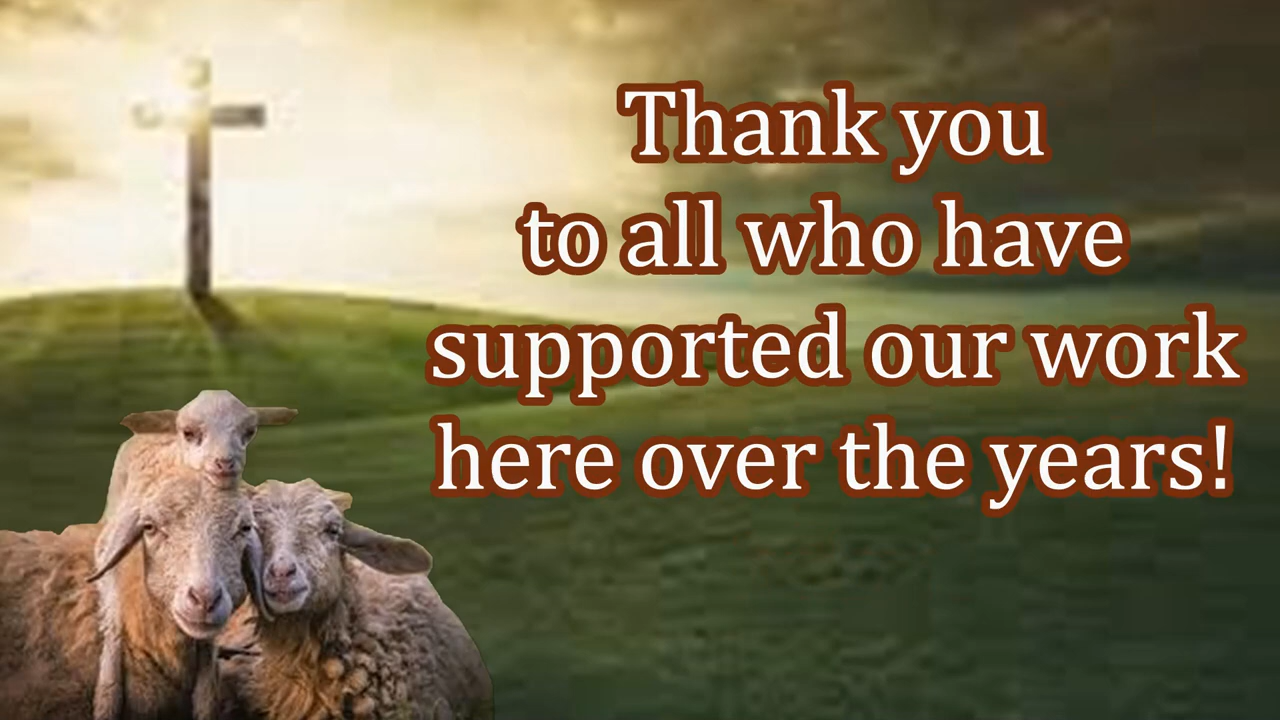 Thank you
to all who have
supported our work
here over the years!